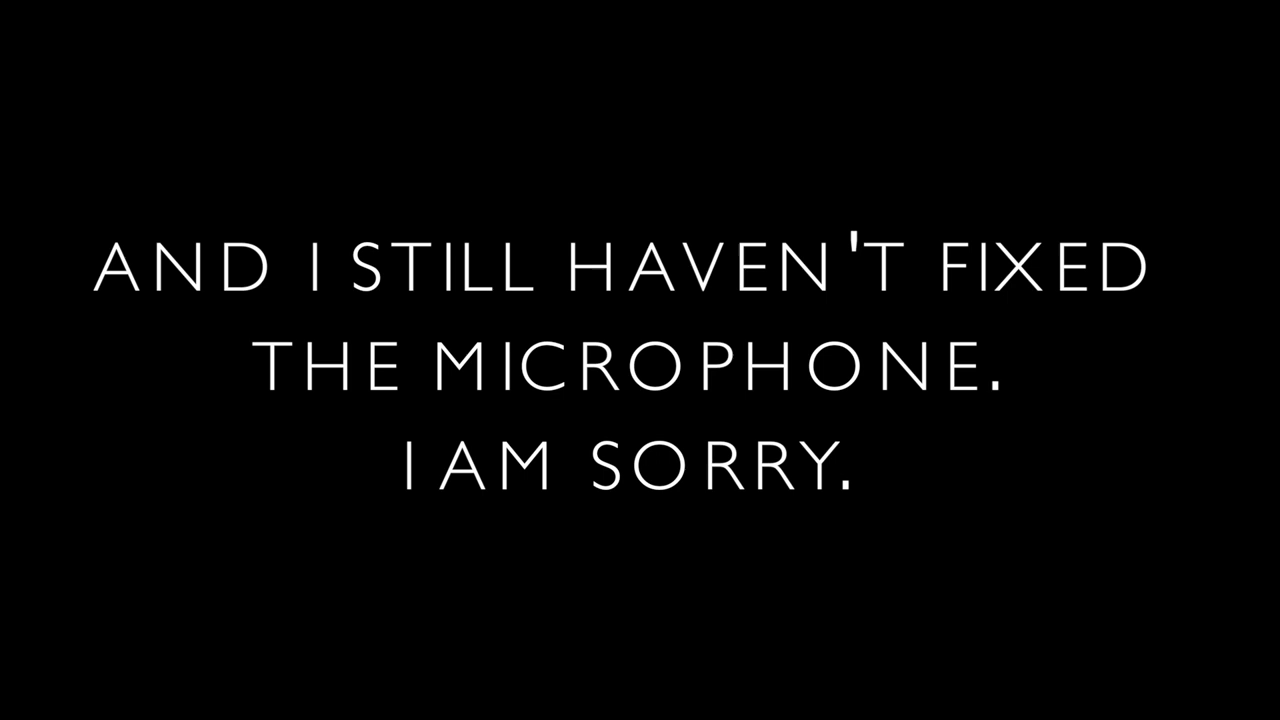 AND I STILL HAVEN'T FIXED
THE MICROPHONE.
I AM SORRY.